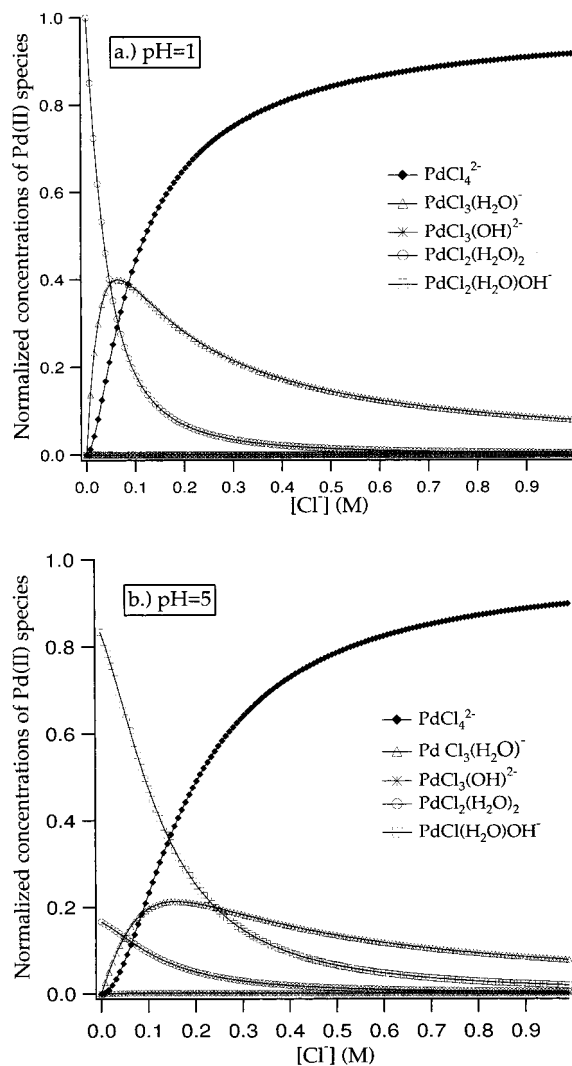 a.) pH=1
Normalized concentrations of Pd(II) species
1.0
0.8
0.6
0.4
0.2
0.0
PdCl₄²⁻
PdCl₃(H₂O)⁻
PdCl₃(OH)²⁻
PdCl₂(H₂O)₂
PdCl₂(H₂O)OH⁻
0.0 0.1 0.2 0.3 0.4 0.5 0.6 0.7 0.8 0.9
[Cl⁻] (M)
b.) pH=5
Normalized concentrations of Pd(II) species
1.0
0.8
0.6
0.4
0.2
0.0
PdCl₄²⁻
Pd Cl₃(H₂O)⁻
PdCl₃(OH)²⁻
PdCl₂(H₂O)₂
PdCl(H₂O)OH⁻
0.0 0.1 0.2 0.3 0.4 0.5 0.6 0.7 0.8 0.9
[Cl⁻] (M)